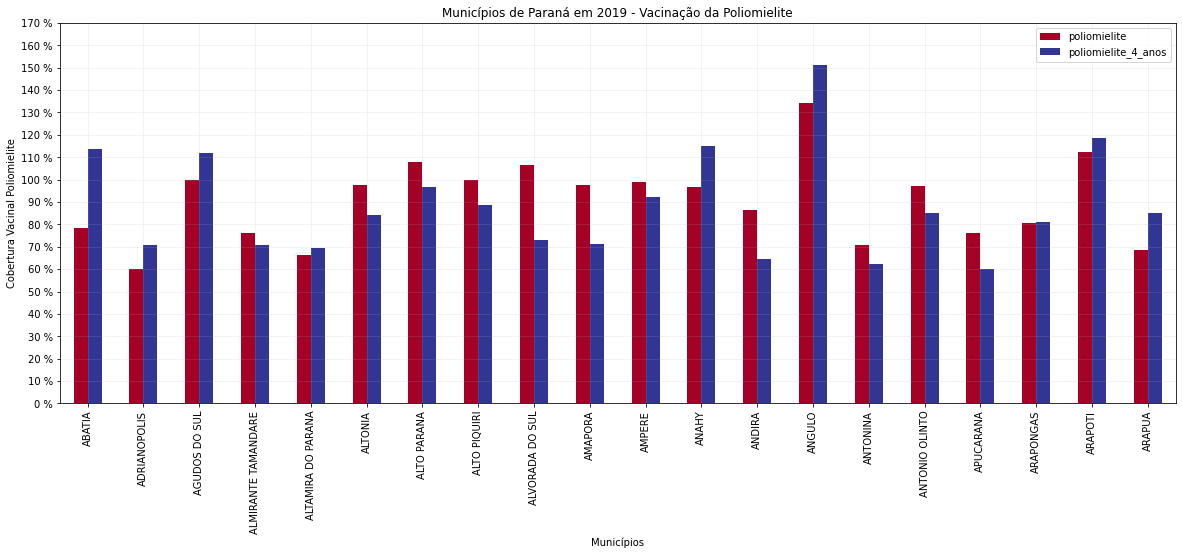 Municípios de Paraná em 2019 - Vacinação da Poliomielite
170 %
160 %
150 %
140 %
130 %
120 %
110 %
100 %
90 %
80 %
70 %
60 %
50 %
40 %
30 %
20 %
10 %
0 %
Cobertura Vacinal Poliomielite
poliomielite
poliomielite_4_anos
ABATIA
ADRIANOPOLIS
AGUDOS DO SUL
ALMIRANTE TAMANDARE
ALTAMIRA DO PARANA
ALTONIA
ALTO PARANA
ALTO PIQUIRI
ALVORADA DO SUL
AMAPORA
AMPERE
ANAHY
ANDIRA
ANGULO
ANTONINA
ANTONIO OLINTO
APUCARANA
ARAPONGAS
ARAPOTI
ARAPUA
Municípios